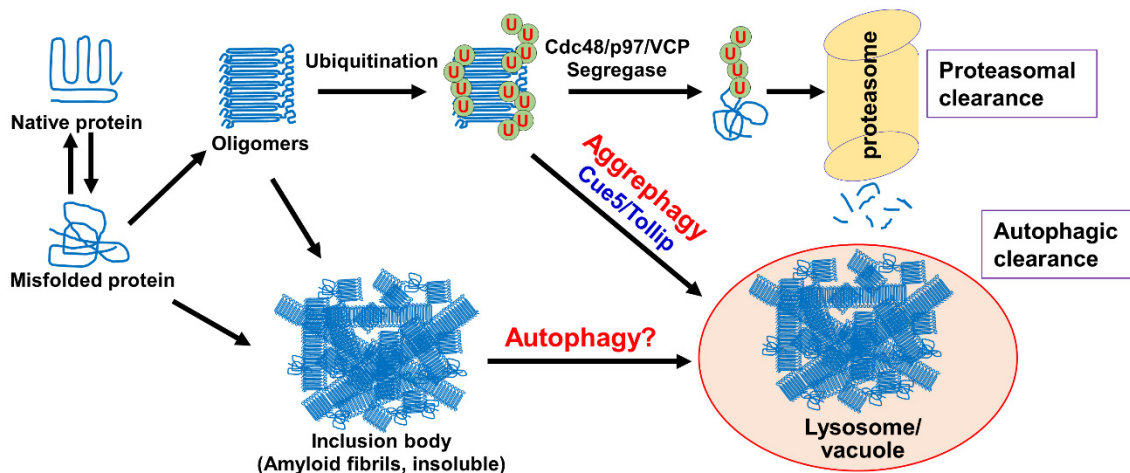 Native protein
Misfolded protein
Oligomers
Ubiquitination
U
U
U
U
U
U
U
U
U
U
U
U
Cdc48/p97/VCP
Segregase
U
U
U
U
proteasome
Proteasomal
clearance
Aggrephagy
Cue5/Tollip
Autophagic
clearance
Inclusion body
(Amyloid fibrils, insoluble)
Autophagy?
Lysosome/
vacuole